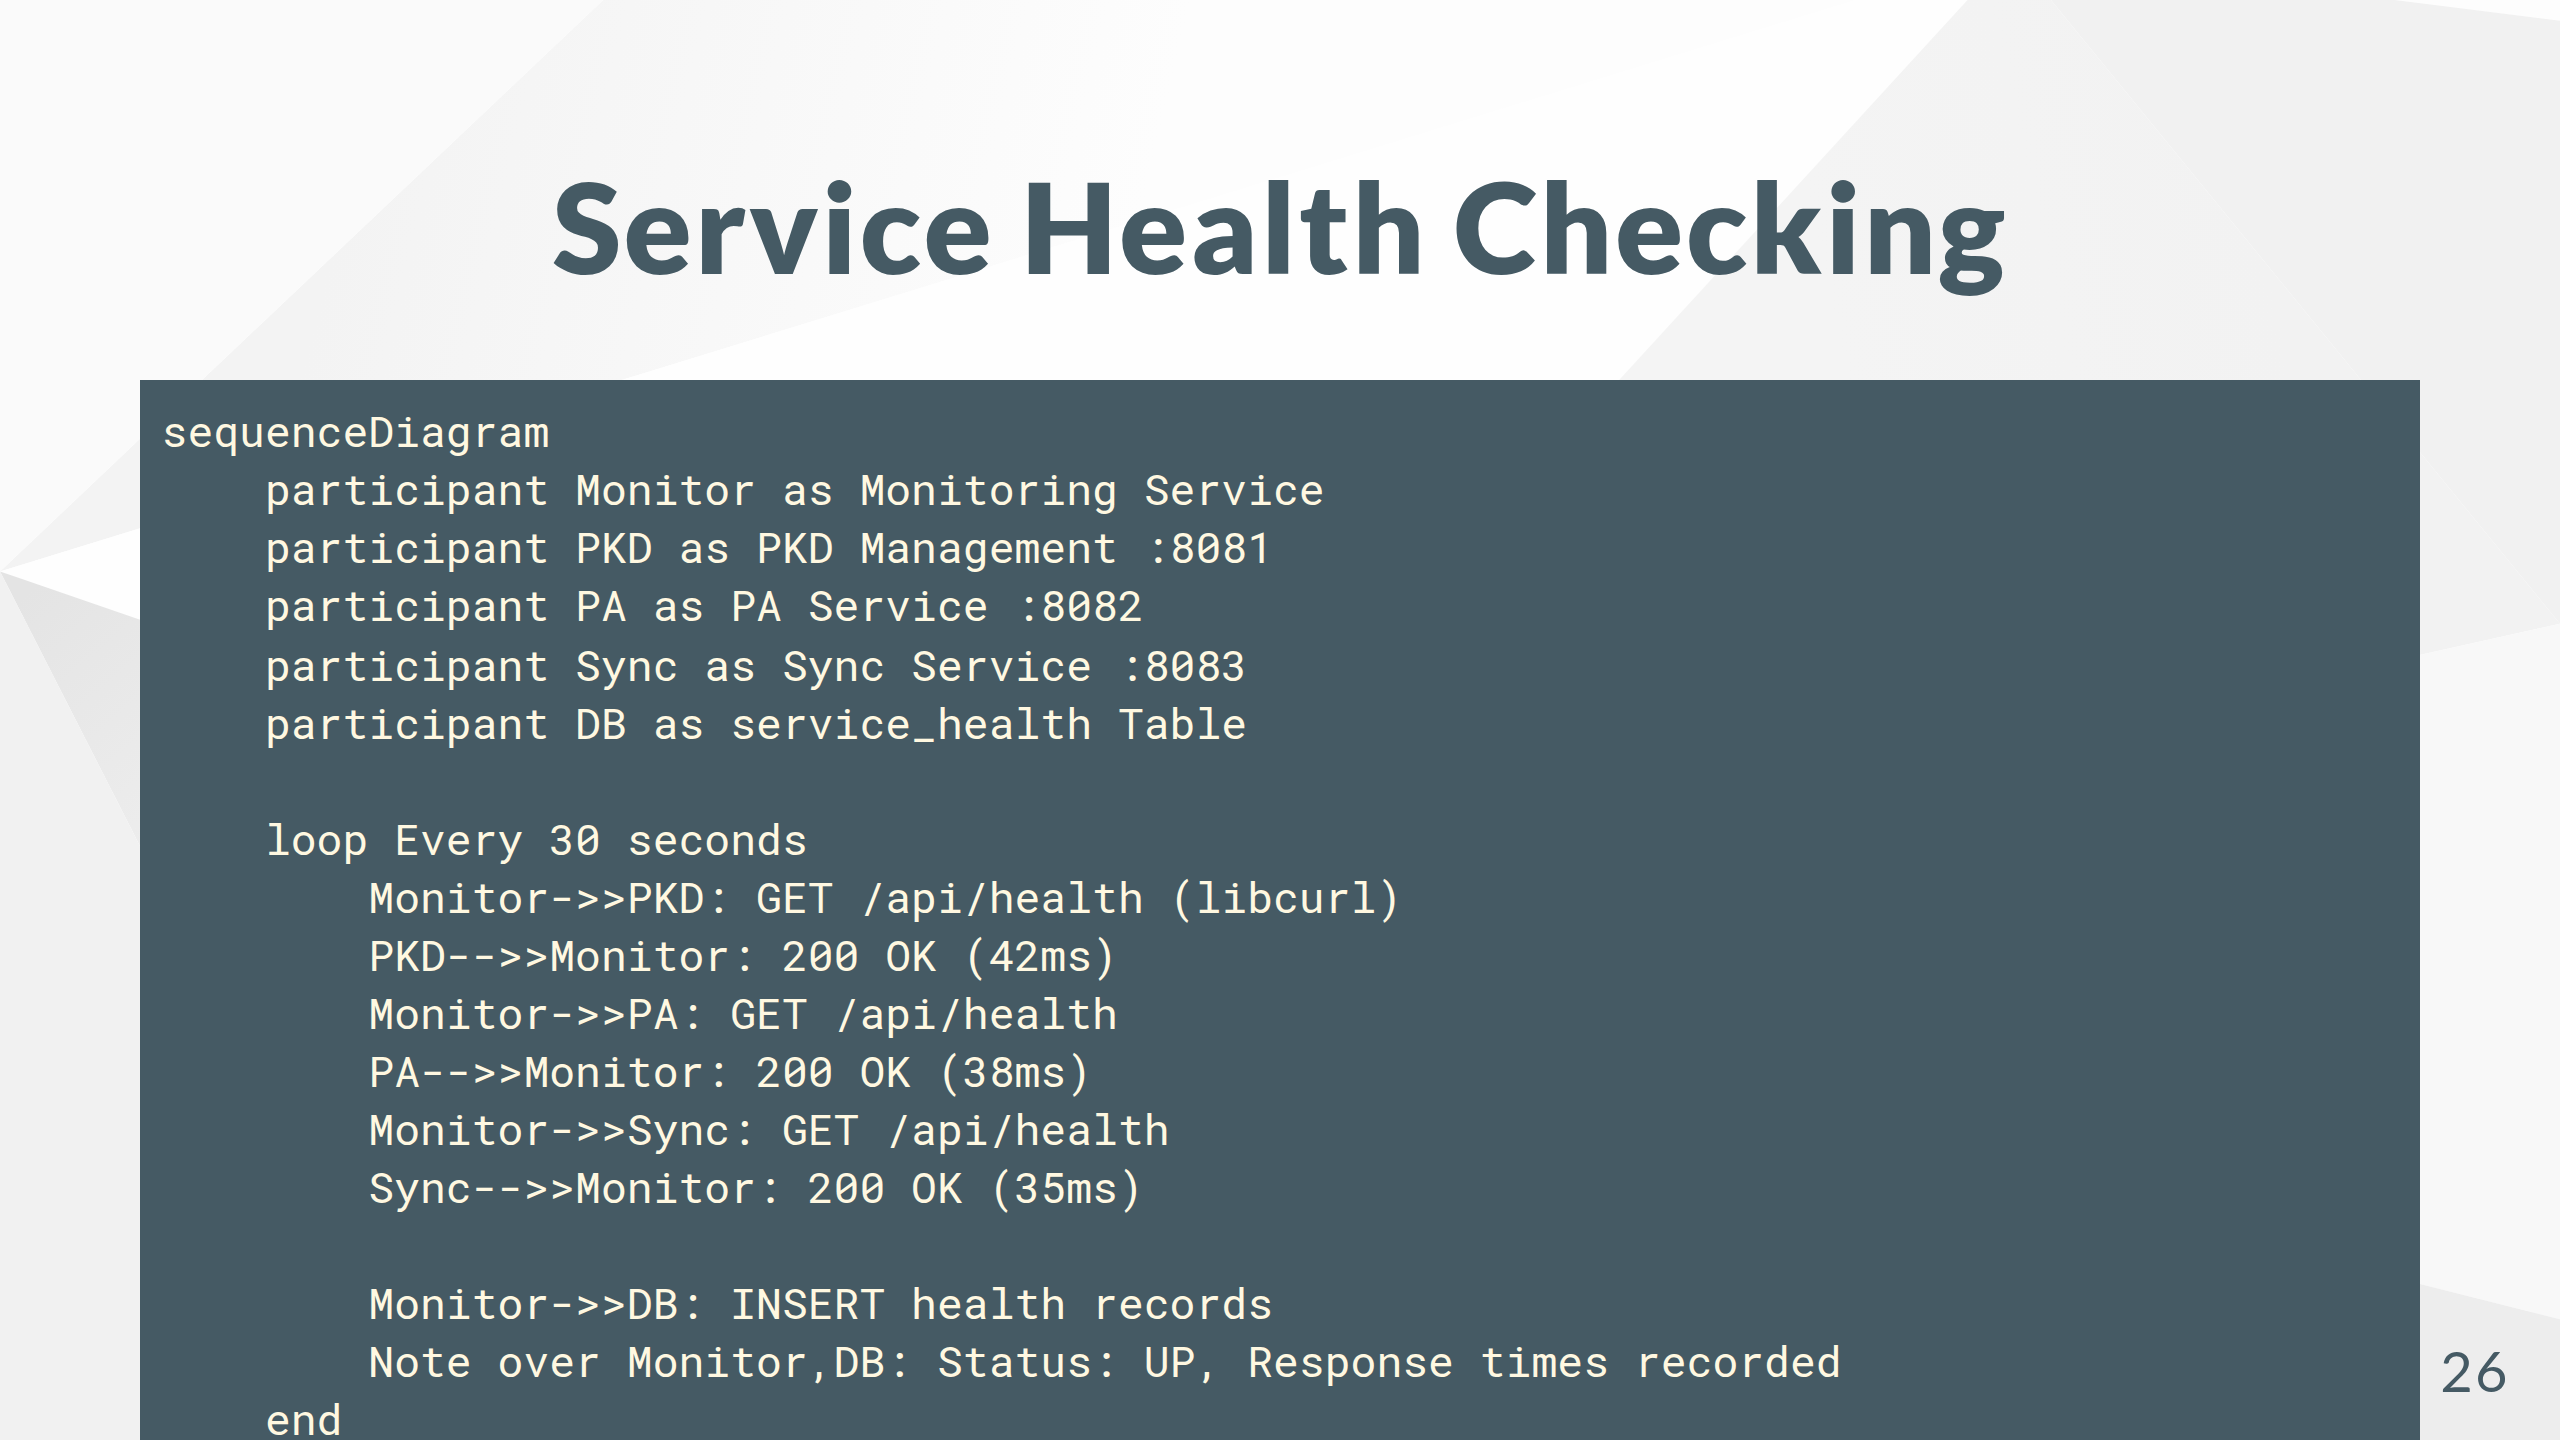 Service Health Checking
sequenceDiagram
    participant Monitor as Monitoring Service
    participant PKD as PKD Management :8081
    participant PA as PA Service :8082
    participant Sync as Sync Service :8083
    participant DB as service_health Table

    loop Every 30 seconds
        Monitor->>PKD: GET /api/health (libcurl)
        PKD-->>Monitor: 200 OK (42ms)
        Monitor->>PA: GET /api/health
        PA-->>Monitor: 200 OK (38ms)
        Monitor->>Sync: GET /api/health
        Sync-->>Monitor: 200 OK (35ms)

        Monitor->>DB: INSERT health records
        Note over Monitor,DB: Status: UP, Response times recorded
    end
26